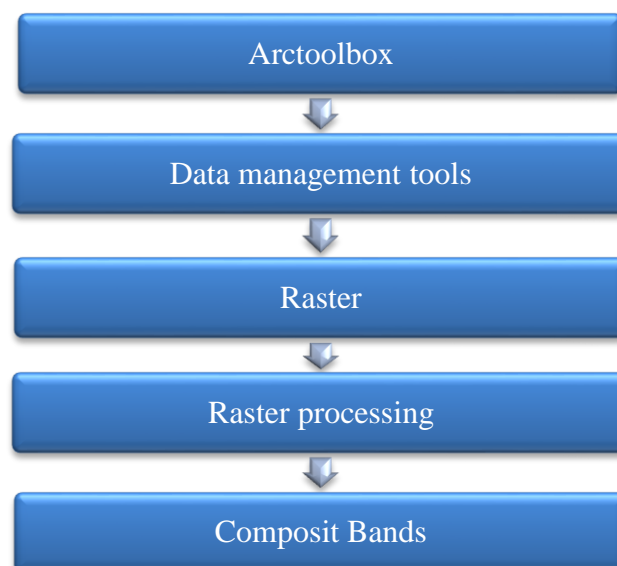 Arctoolbox
Data management tools
Raster
Raster processing
Composit Bands